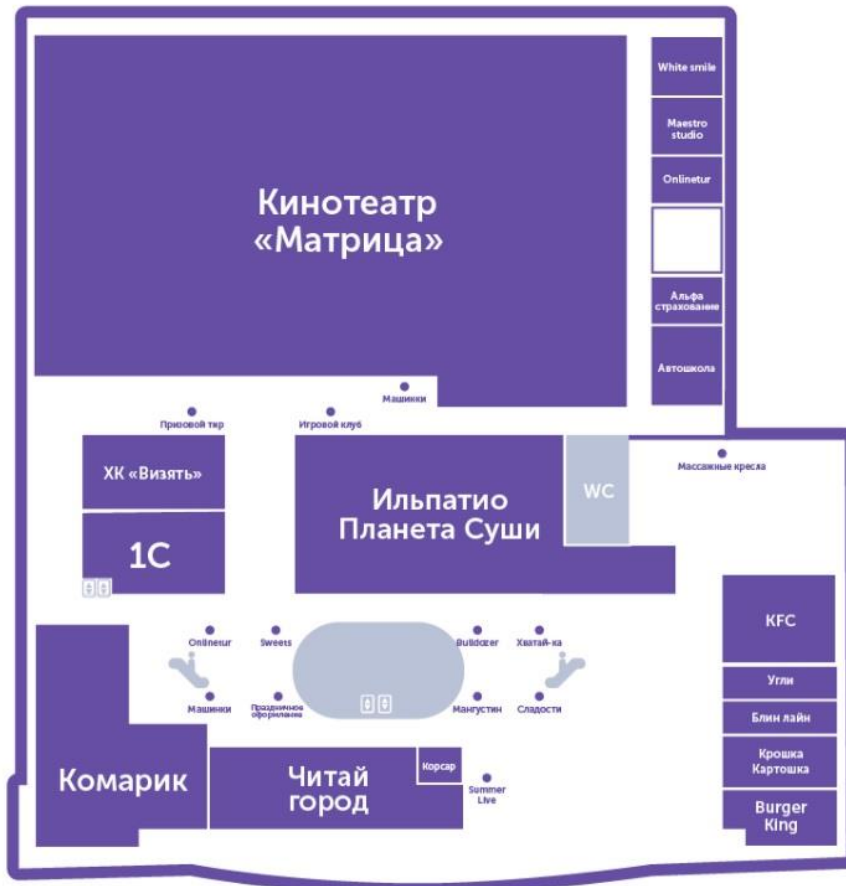 White smile
Maestro
studio
Onlinetur
Кинотеатр
«Матрица»
Альфа
страхование
Автошкола
Машинки
Призовой тир
Игровой клуб
Массажные кресла
ХК «Визять»
Ильпатио
Планета Суши
WC
1С
KFC
Onlinetur
Sweets
Bulldozer
Хватай-ка
Угли
Машинки
Праздничное
оформление
Мангустин
Сладости
Блин лайн
Комарик
Читай
город
Корсар
Summer
Live
Крошка
Картошка
Burger
King